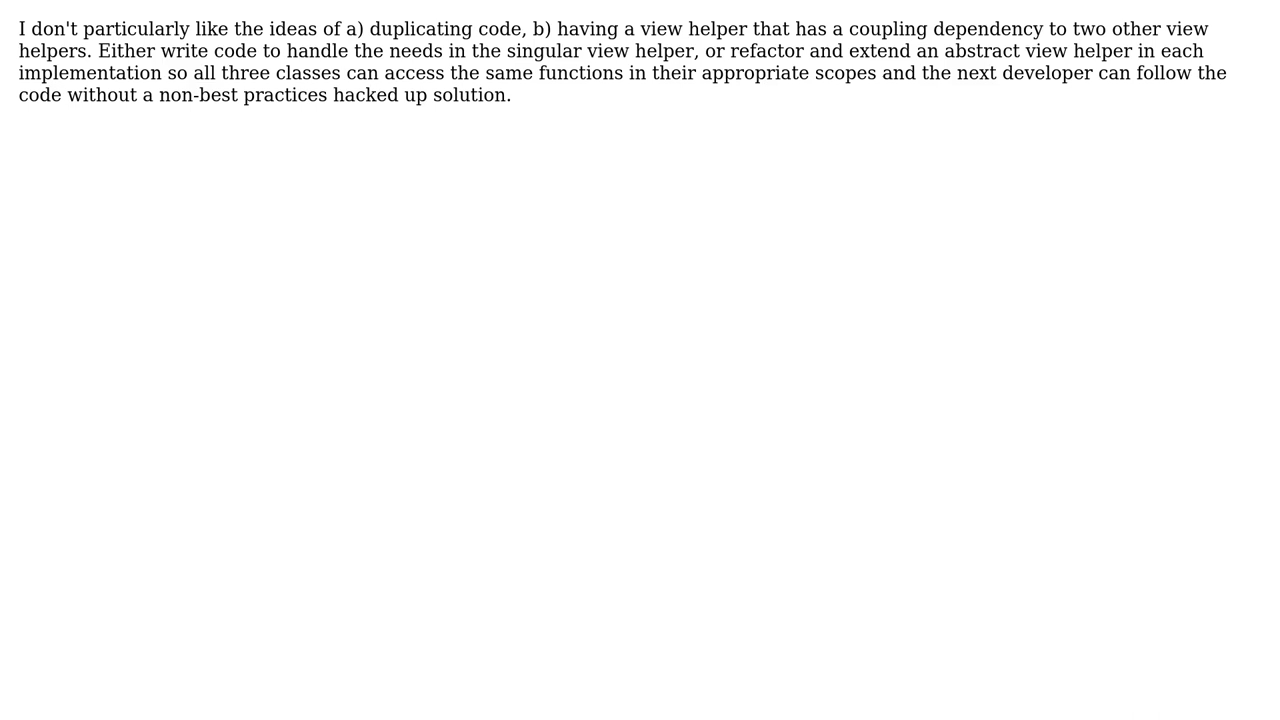 I don't particularly like the ideas of a) duplicating code, b) having a view helper that has a coupling dependency to two other view
helpers. Either write code to handle the needs in the singular view helper, or refactor and extend an abstract view helper in each
implementation so all three classes can access the same functions in their appropriate scopes and the next developer can follow the
code without a non-best practices hacked up solution.